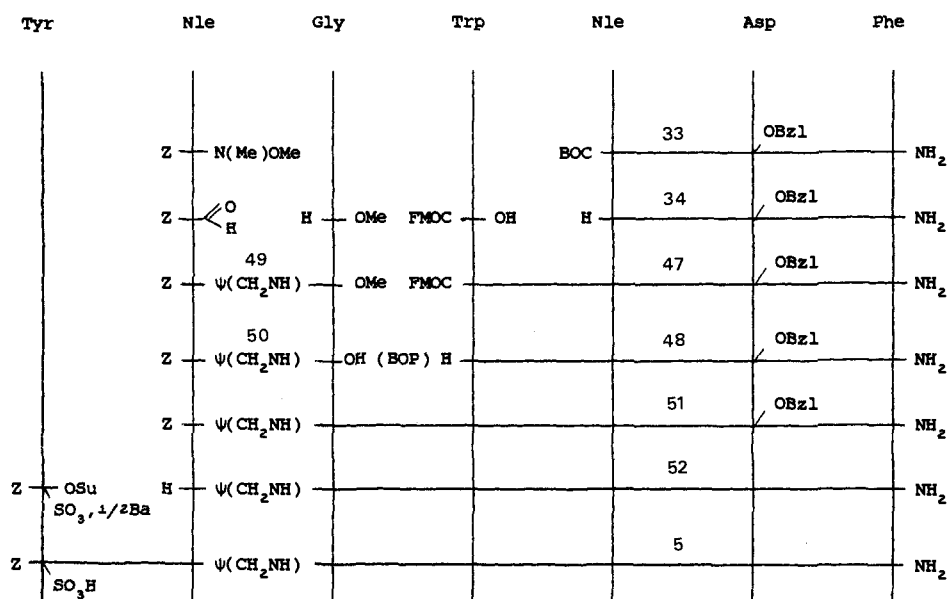 Tyr Nle Gly Trp Nle Asp Phe
33 OBzl
Z N(Me)OMe BOC NH2
34 OBzl
O
Z H H OMe FMOC OH H NH2
49 47 OBzl
Z Ψ(CH2NH) OMe FMOC NH2
50 48 OBzl
Z Ψ(CH2NH) OH (BOP) H NH2
51 OBzl
Z Ψ(CH2NH) NH2
52
Z OSu H Ψ(CH2NH) NH2
SO3, 1/2Ba
5
Z Ψ(CH2NH) NH2
SO3H